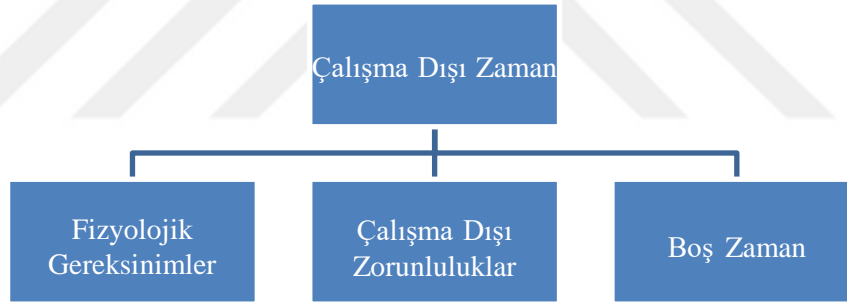 Çalışma Dışı Zaman
Fizyolojik
Gereksinimler
Çalışma Dışı
Zorunluluklar
Boş Zaman